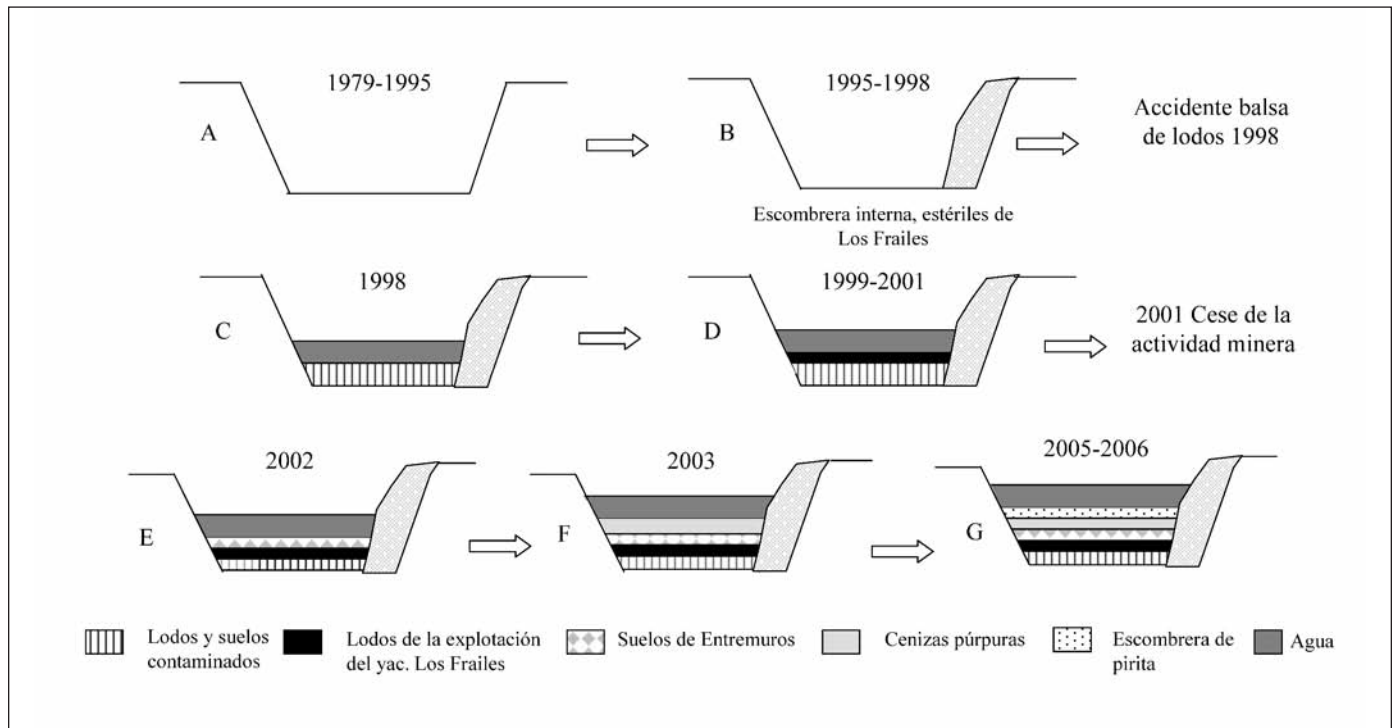 1979-1995
A
1995-1998
B
Escombrera interna, estériles de
Los Frailes
Accidente balsa
de lodos 1998
1998
C
1999-2001
D
2001 Cese de la
actividad minera
2002
E
2003
F
2005-2006
G
Lodos y suelos
contaminados
Lodos de la explotación
del yac. Los Frailes
Suelos de Entremuros
Cenizas púrpuras
Escombrera de
pirita
Agua